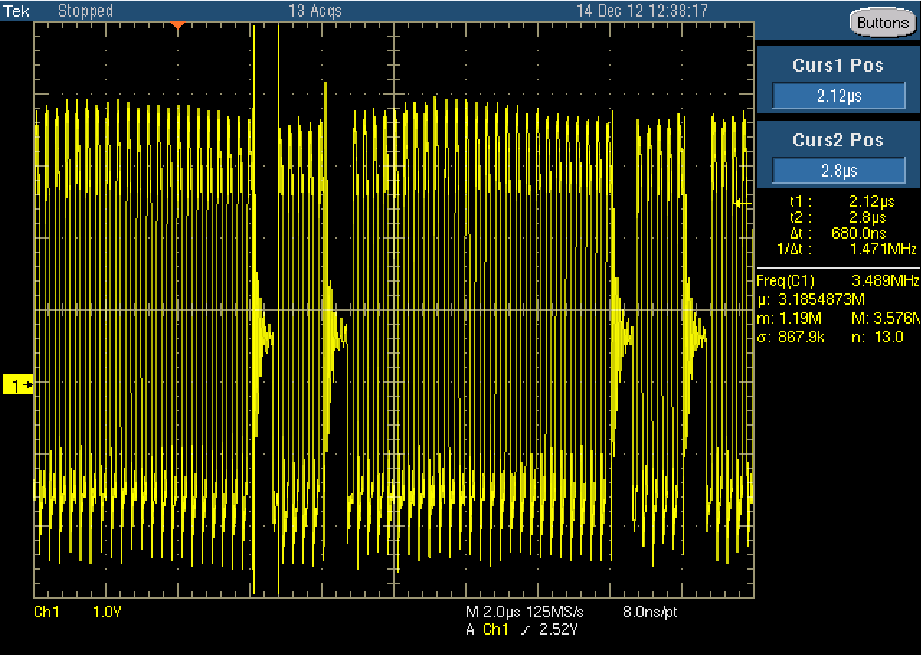 Tek Stopped 13 Acqs 14 Dec 12 12:38:17
Buttons
Curs1 Pos
2.12µs
Curs2 Pos
2.8µs
t1 : 2.12µs
t2 : 2.8µs
Δt : 680.0ns
1/Δt : 1.471MHz
Freq(C1) 3.489MHz
µ: 3.1854873M
m: 1.19M M: 3.576M
σ: 867.9k n: 13.0
1
Ch1 1.0V M 2.0µs 125MS/s 8.0ns/pt
A Ch1 ∕ 2.52V